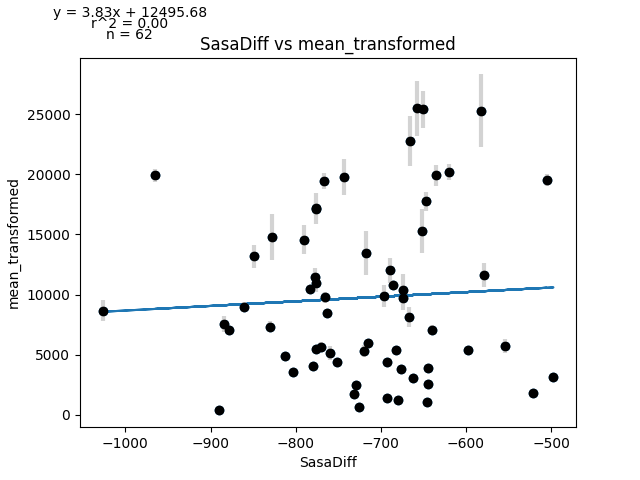 y = 3.83x + 12495.68
r^2 = 0.00
n = 62
SasaDiff vs mean_transformed
25000
20000
15000
10000
5000
0
mean_transformed
−1000 −900 −800 −700 −600 −500
SasaDiff